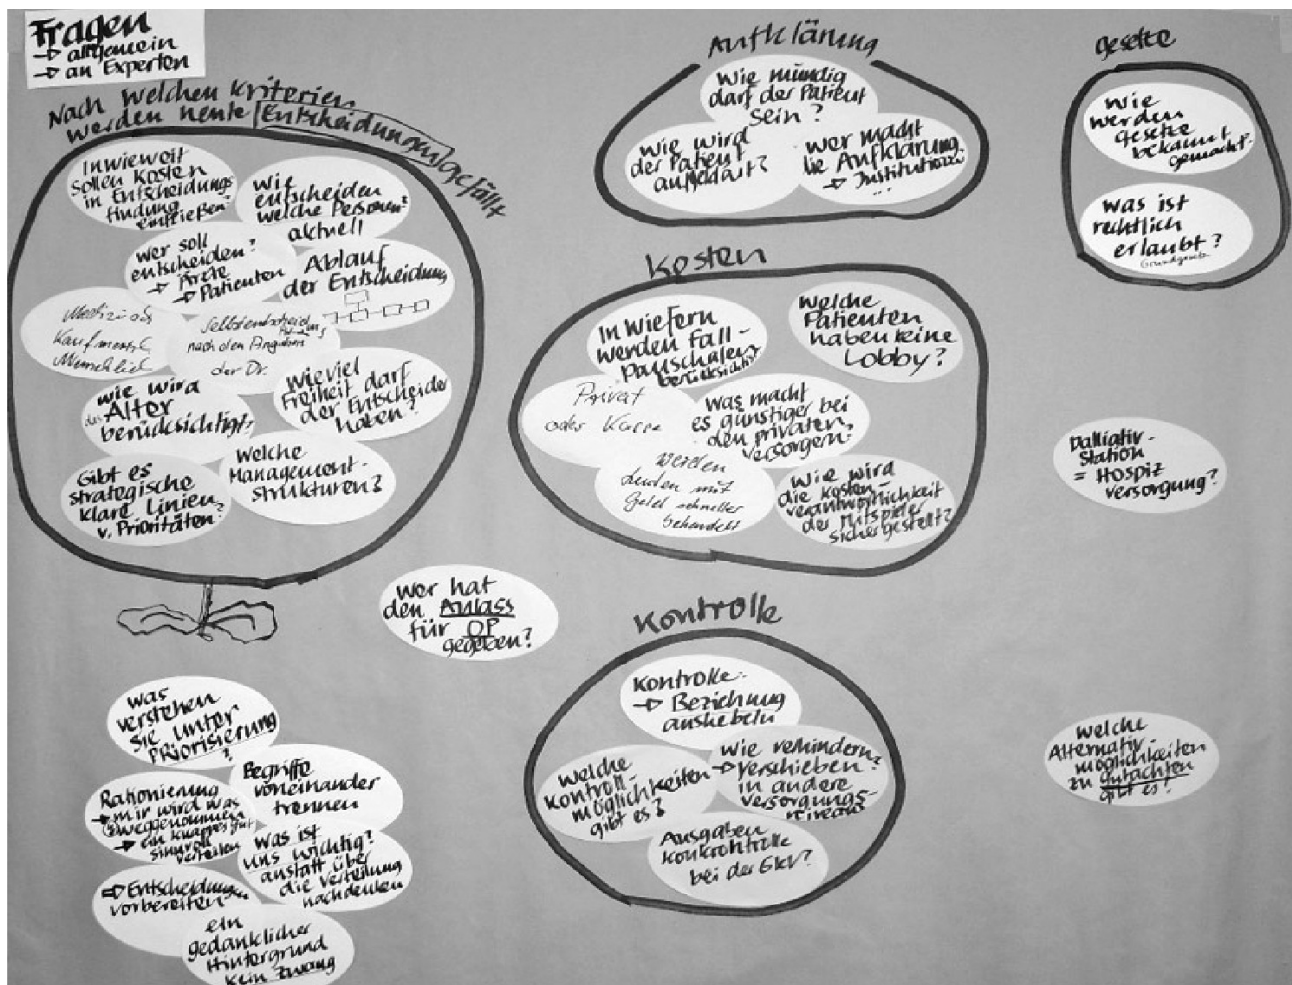 Fragen
→ allgemein
→ an Experten
Nach welchen Kriterien
werden heute Entscheidungen gefällt
Inwieweit
sollen Kosten
in Entscheidungs
findung
einfließen?
Wie
entscheiden
welche Personen?
aktuell
Wer soll
entscheiden?
→ Ärzte
→ Patienten
Ablauf
der Entscheidung
Kaufmensch
Menschlich
nach den Angaben
der Dr.
wie wird
das Alter
berücksichtigt?
Wieviel
Freiheit darf
der Entscheider
haben?
Gibt es
strategische
klare Linien
v. Prioritäten?
Welche
Management-
strukturen?
Aufklärung
Wie mündig
darf der Patient
sein?
Wie wird
der Patient
aufgeklärt?
Wer macht
die Aufklärung
→ Institution
...
Gesetze
Wie
werden
Gesetze
bekannt
gemacht.
Was ist
rechtlich
erlaubt?
Grundgesetz
Kosten
Inwiefern
werden Fall-
pauschalen
berücksichtigt
Welche
Patienten
haben keine
Lobby?
Privat
oder Kasse
Was macht
es günstiger bei
den privaten
versorgern?
Werden
Leuten mit
Geld schneller
behandelt
Wie wird
die Kosten-
verantwortlichkeit
der Mitspieler
sichergestellt?
Palliativ-
Station
= Hospiz
versorgung?
Wer hat
den Anlass
für OP
gegeben?
Kontrolle
Kontrolle
→ Beziehung
aushebeln
Welche
Kontroll-
möglichkeiten
gibt es?
Wie verhindern?
→ Verschieben
in andere
Versorgungs-
niveaus
Ausgaben
bei der GKV?
Welche
Alternativ-
möglichkeiten
zu Gutachten
gibt es?
Was
verstehen
Sie unter
Priorisierung
?
Begriffe
voneinander
trennen
Rationierung
→ mir wird was
weggenommen
→ ein knappes Gut
sinnvoll
verteilen
Was ist
uns wichtig?
anstatt über
die Verteilung
nachdenken
⇒ Entscheidungen
vorbereiten
ein
gedanklicher
Hintergrund
kein Zwang